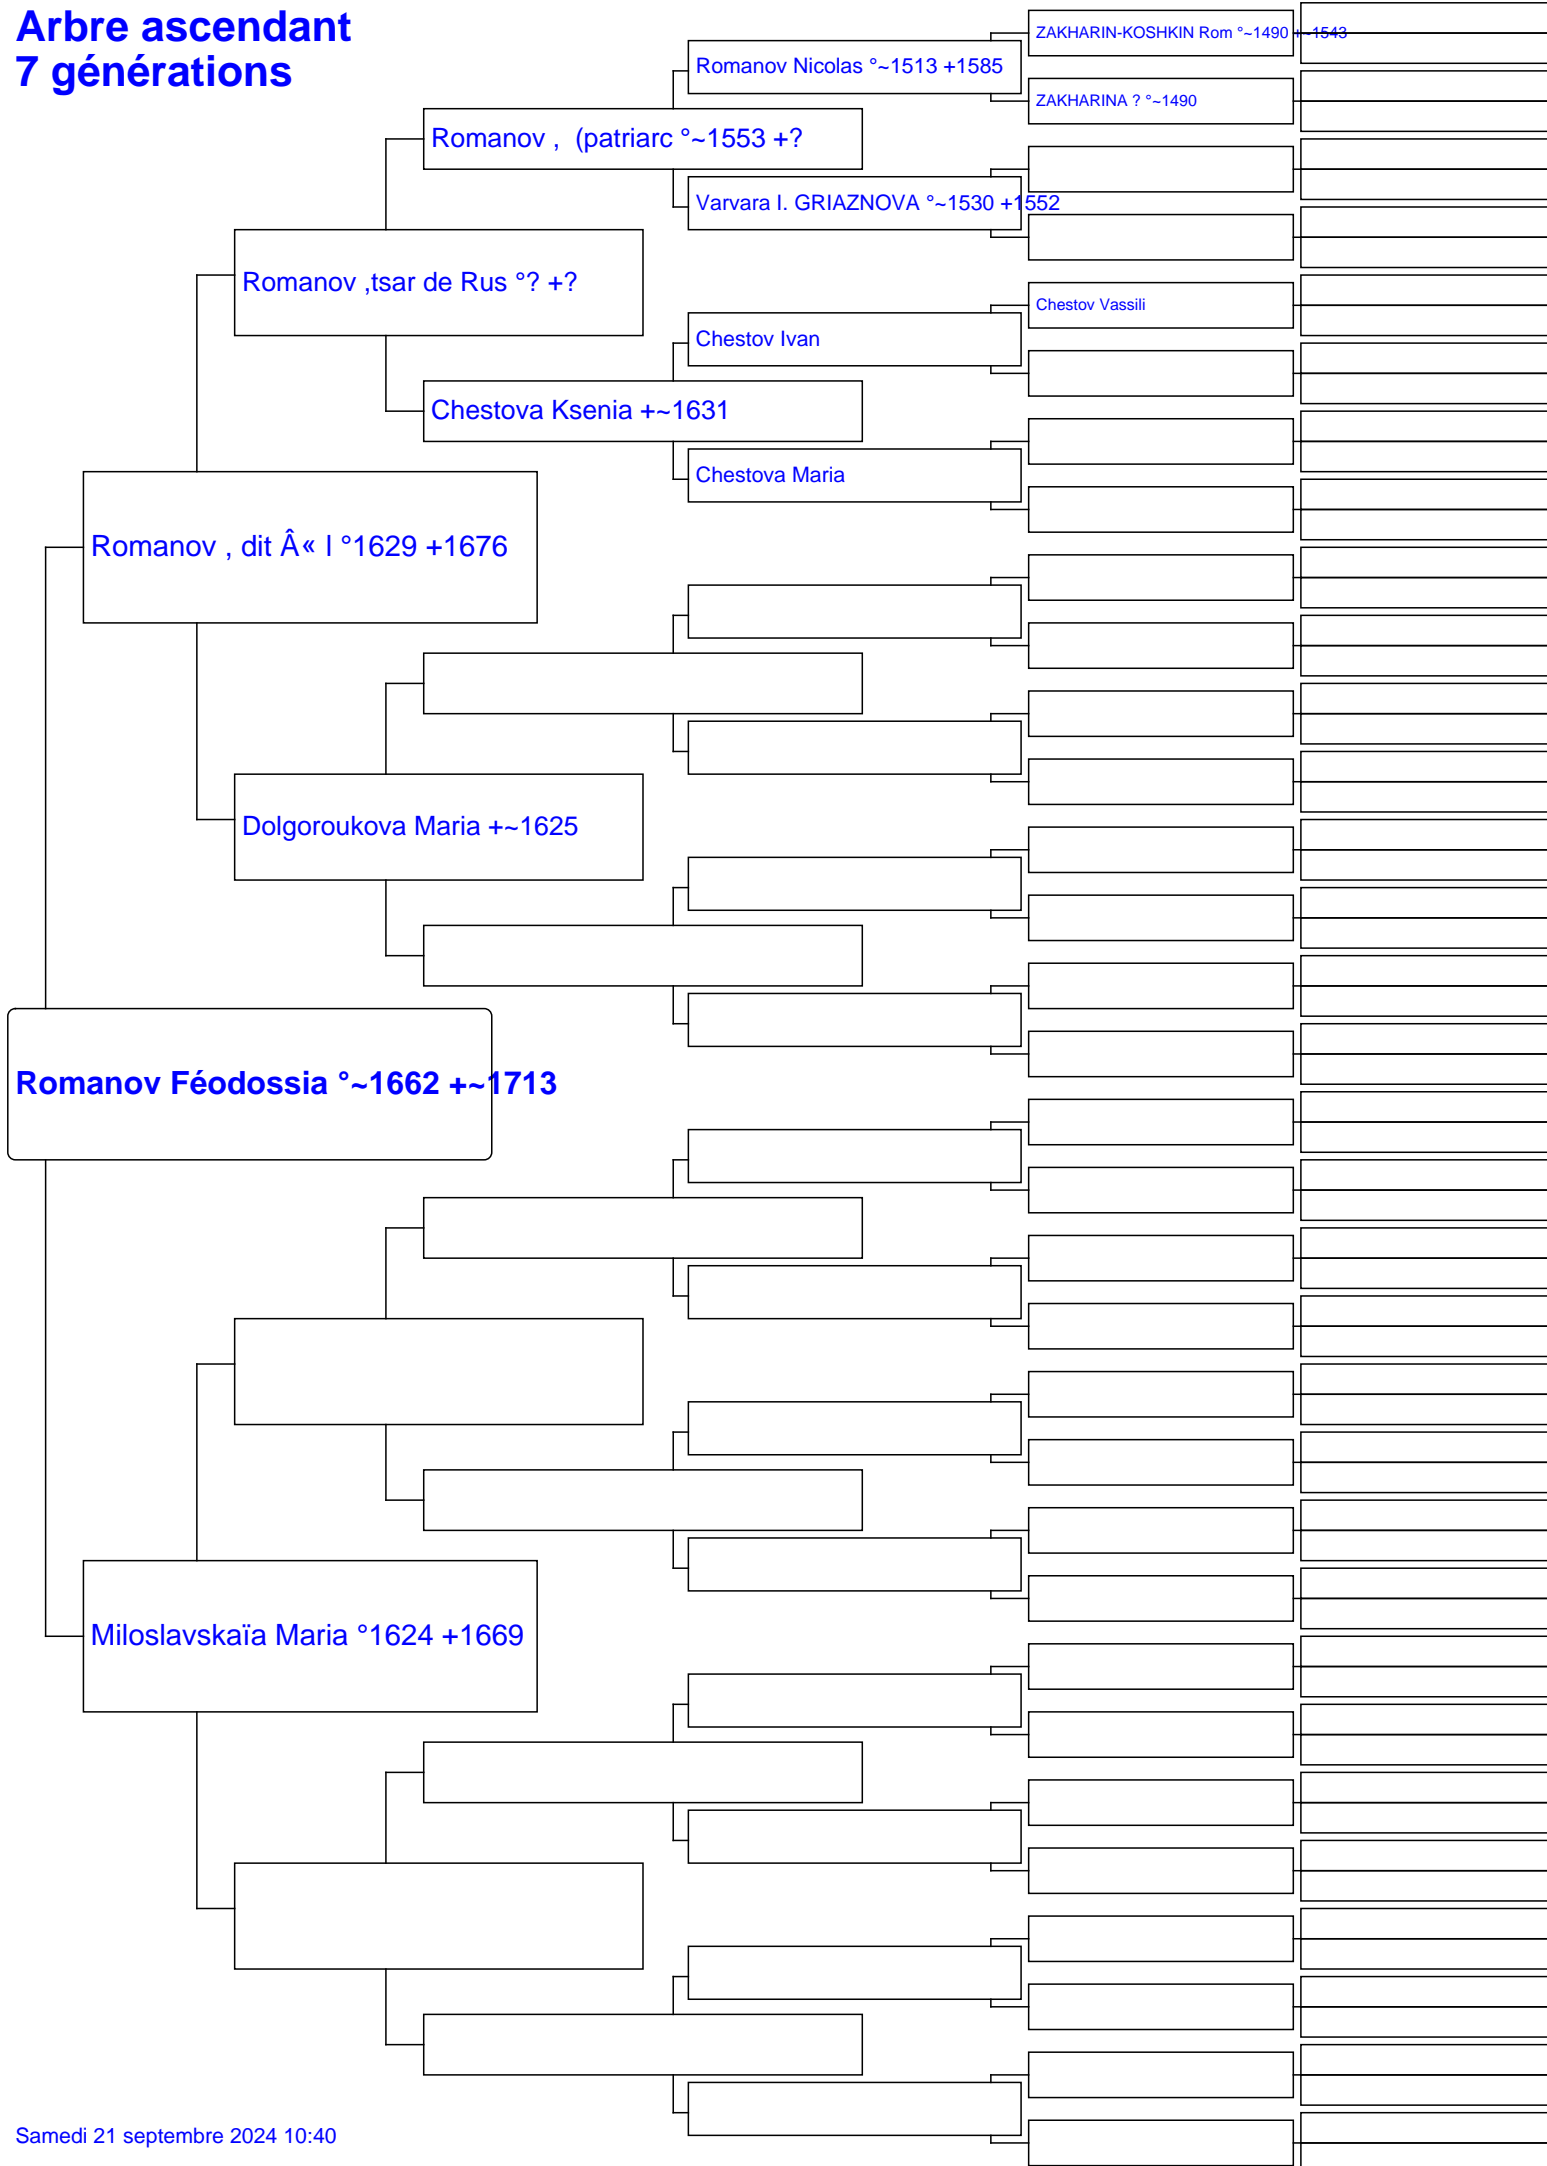 Arbre ascendant
7 générations
ZAKHARIN-KOSHKIN Rom °~1490 +~1543
Romanov Nicolas °~1513 +1585
ZAKHARINA ? °~1490
Romanov ,  (patriarc °~1553 +?
Varvara I. GRIAZNOVA °~1530 +1552
Romanov ,tsar de Rus °? +?
Chestov Vassili
Chestov Ivan
Chestova Ksenia +~1631
Chestova Maria
Romanov , dit Â« l °1629 +1676
Dolgoroukova Maria +~1625
Romanov Féodossia °~1662 +~1713
Miloslavskaïa Maria °1624 +1669
Samedi 21 septembre 2024 10:40